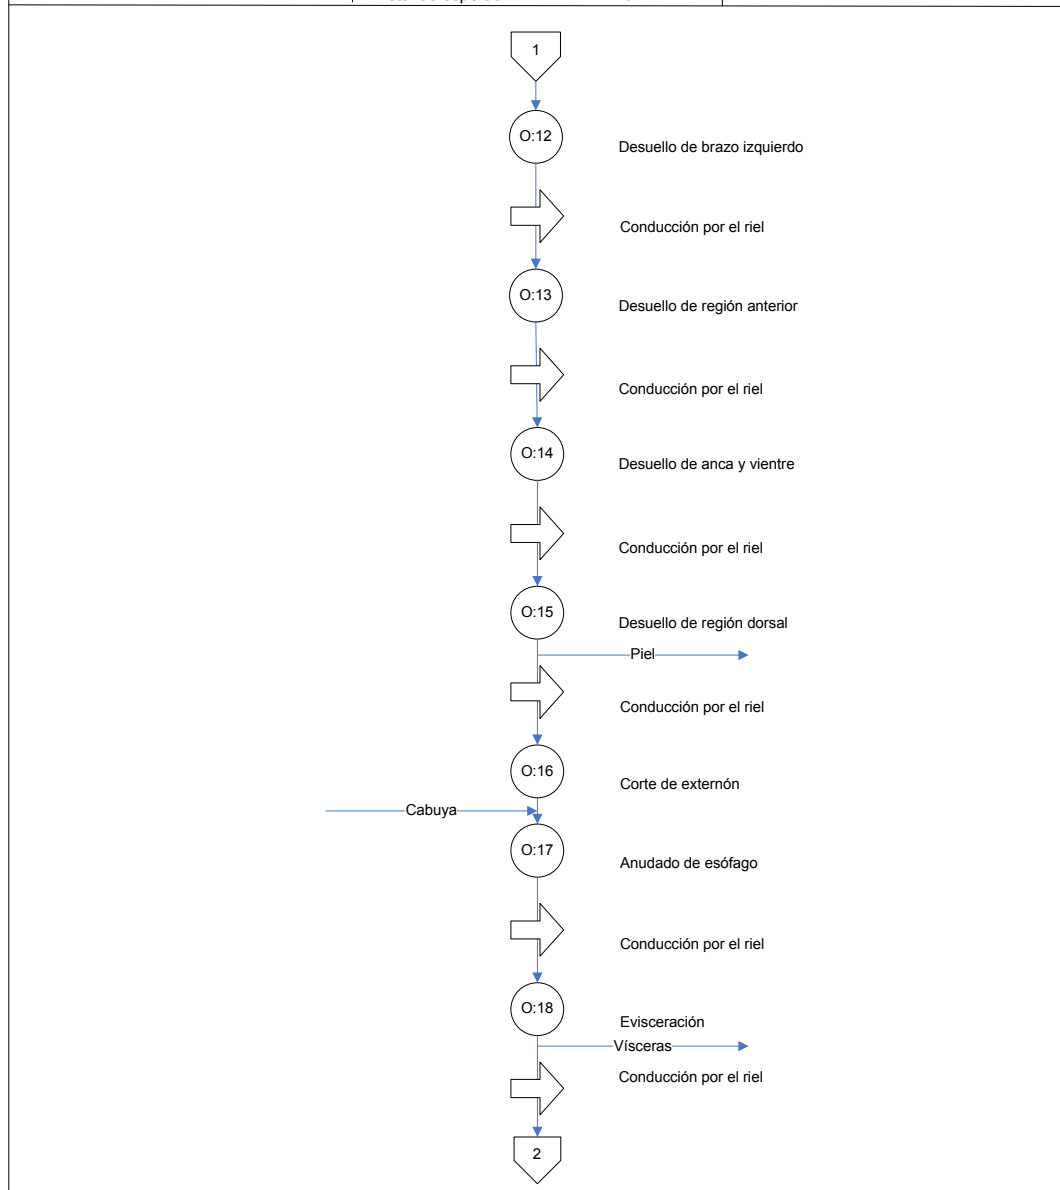 1
O:12
Desuello de brazo izquierdo
Conducción por el riel
O:13
Desuello de región anterior
Conducción por el riel
O:14
Desuello de anca y vientre
Conducción por el riel
O:15
Desuello de región dorsal
Piel
Conducción por el riel
O:16
Corte de externón
Cabuya
O:17
Anudado de esófago
Conducción por el riel
O:18
Evisceración
Vísceras
Conducción por el riel
2